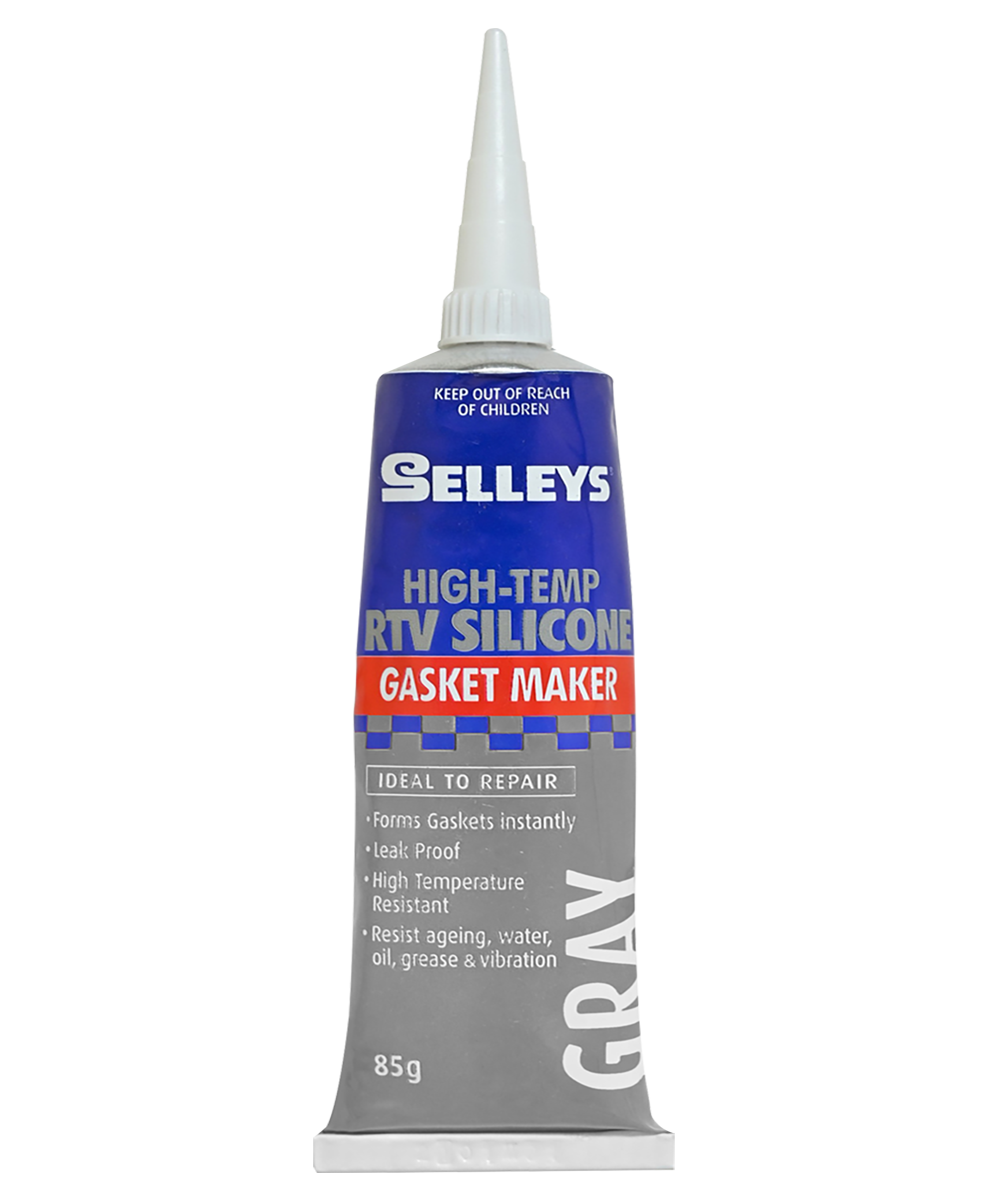 KEEP OUT OF REACH
OF CHILDREN
SELLEYS
HIGH-TEMP
RTV SILICONE
GASKET MAKER
IDEAL TO REPAIR
• Forms Gaskets instantly
• Leak Proof
• High Temperature
Resistant
• Resist ageing, water,
oil, grease & vibration
GRAY
85g